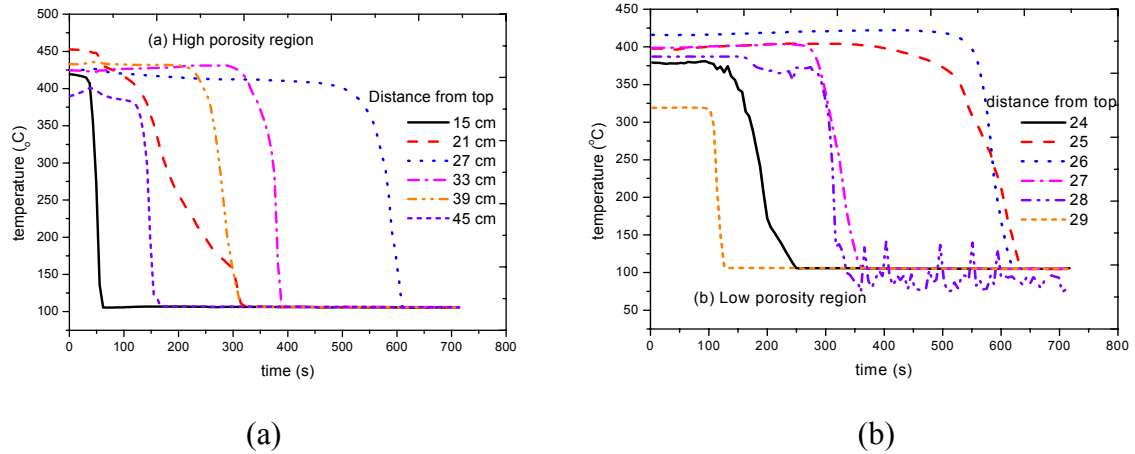 (a) High porosity region
450
400
350
300
250
200
150
100
temperature (oC)
Distance from top
15 cm
21 cm
27 cm
33 cm
39 cm
45 cm
0 100 200 300 400 500 600 700 800
time (s)
(a)
450
400
350
300
250
200
150
100
50
temperature (⁰C)
distance from top
24
25
26
27
28
29
(b) Low porosity region
0 100 200 300 400 500 600 700 800
time (s)
(b)